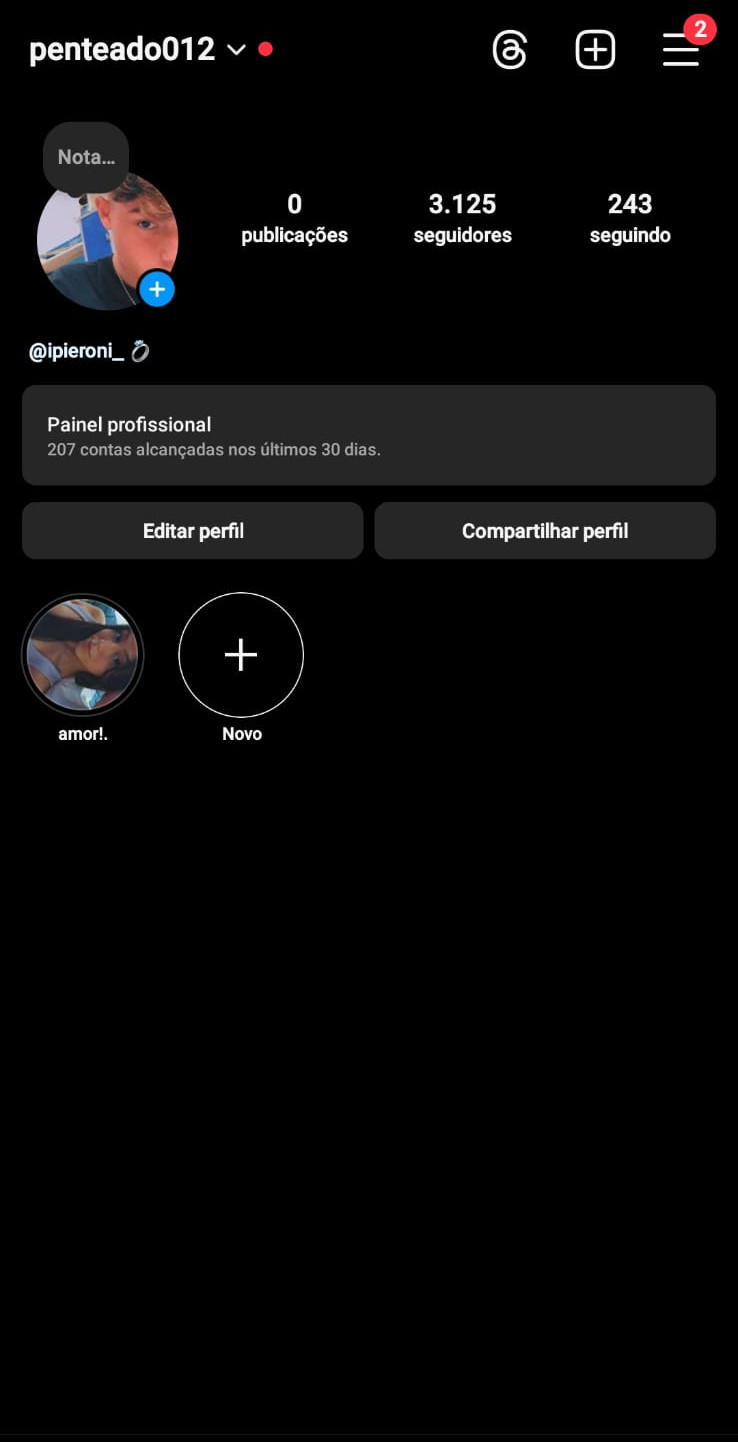 penteado012
2
Nota...
0
publicações
3.125
seguidores
243
seguindo
@ipieroni_ 💍
Painel profissional
207 contas alcançadas nos últimos 30 dias.
Editar perfil
Compartilhar perfil
amor!.
Novo